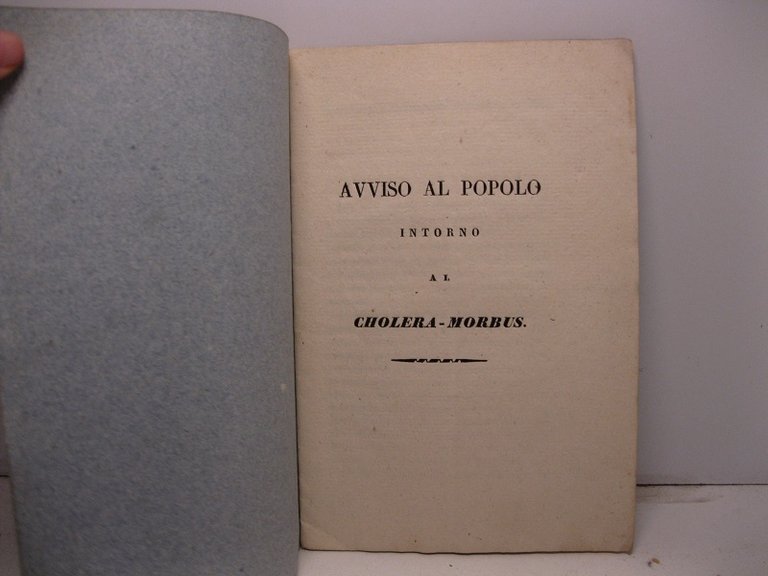 AVVISO AL POPOLO
INTORNO
AL
CHOLERA-MORBUS.